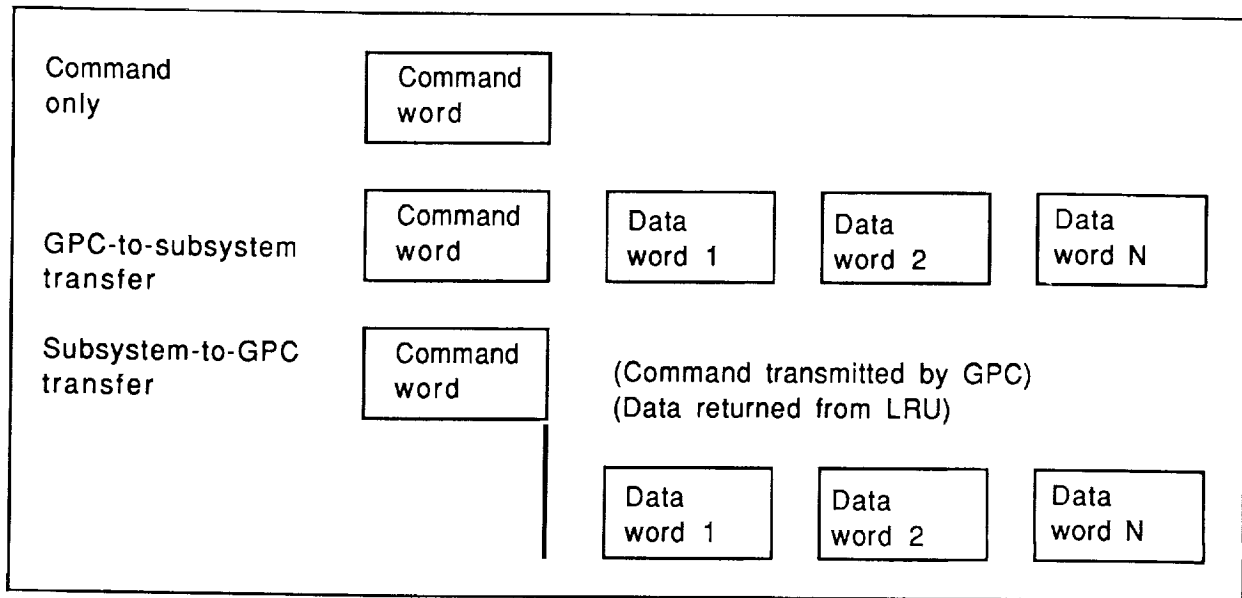 Command
only
Command
word
GPC-to-subsystem
transfer
Command
word
Data
word 1
Data
word 2
Data
word N
Subsystem-to-GPC
transfer
Command
word
(Command transmitted by GPC)
(Data returned from LRU)
Data
word 1
Data
word 2
Data
word N